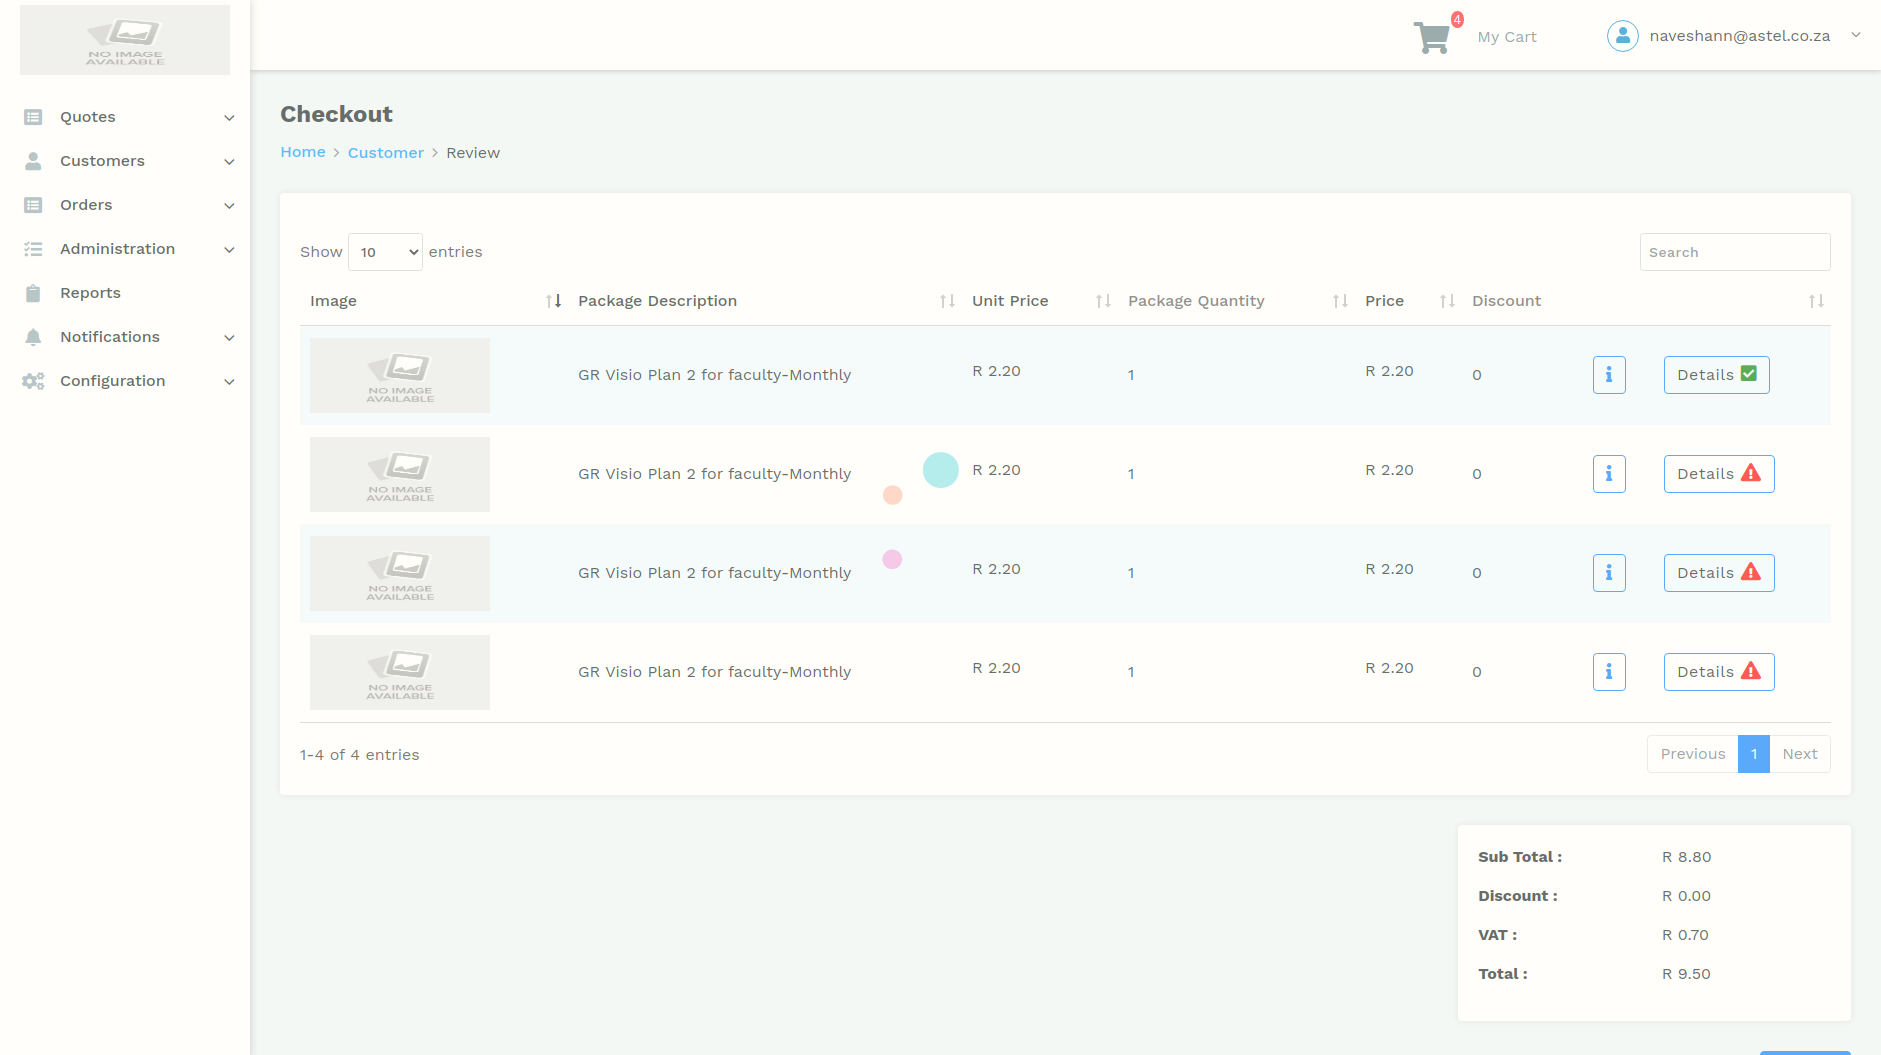 NO IMAGE
AVAILABLE
4
My Cart
naveshann@astel.co.za
Quotes
Customers
Orders
Administration
Reports
Notifications
Configuration
Checkout
Home > Customer > Review
Show 10 entries
Search
Image Package Description Unit Price Package Quantity Price Discount
NO IMAGE
AVAILABLE
GR Visio Plan 2 for faculty-Monthly R 2.20 1 R 2.20 0 i Details
NO IMAGE
AVAILABLE
GR Visio Plan 2 for faculty-Monthly R 2.20 1 R 2.20 0 i Details
NO IMAGE
AVAILABLE
GR Visio Plan 2 for faculty-Monthly R 2.20 1 R 2.20 0 i Details
NO IMAGE
AVAILABLE
GR Visio Plan 2 for faculty-Monthly R 2.20 1 R 2.20 0 i Details
1-4 of 4 entries
Previous 1 Next
Sub Total : R 8.80
Discount : R 0.00
VAT : R 0.70
Total : R 9.50